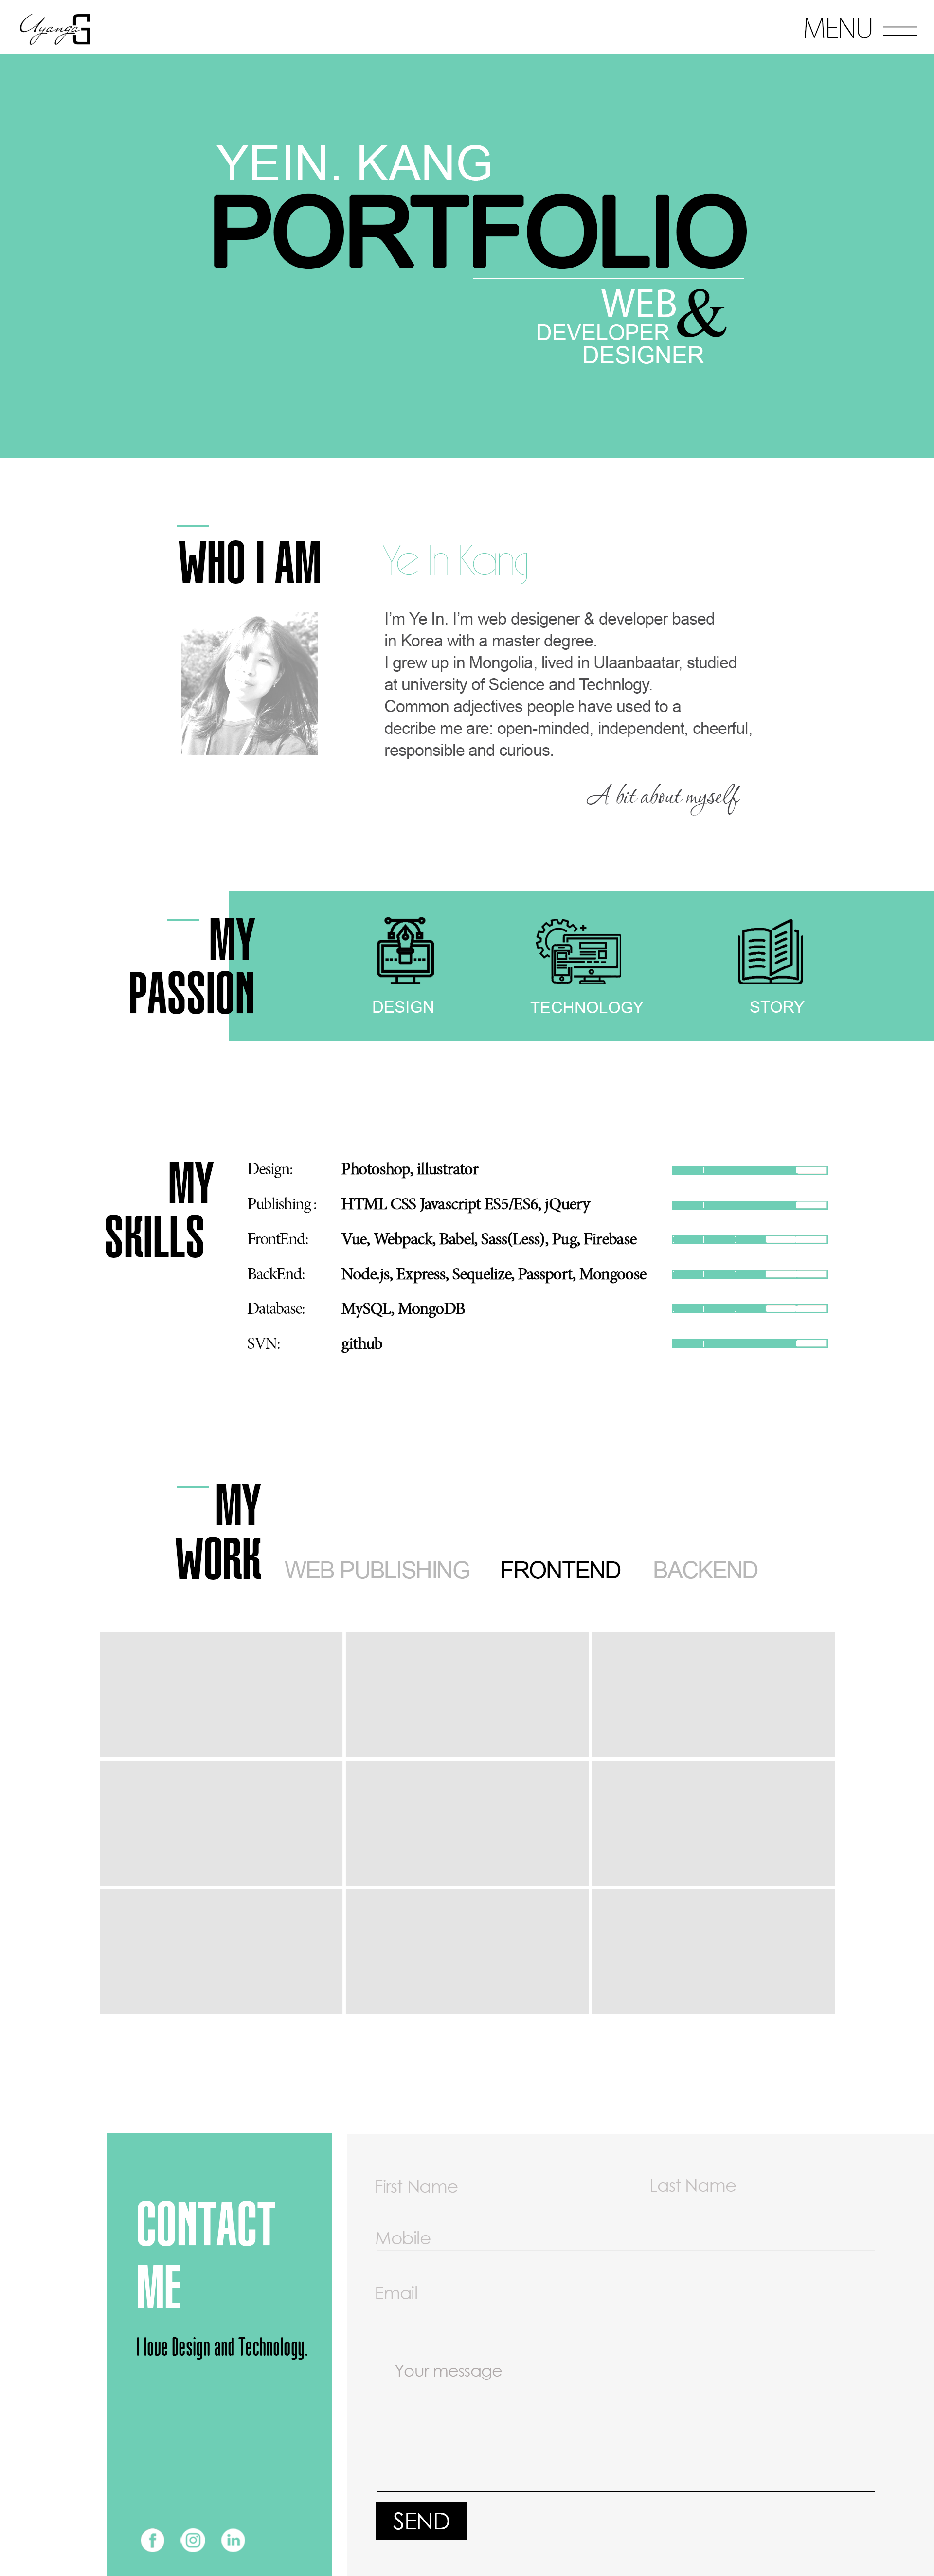 Uyanga G
MENU
YEIN. KANG
PORTFOLIO
WEB &
DEVELOPER
DESIGNER
WHO I AM
Ye In Kang
I'm Ye In. I'm web desigener & developer based
in Korea with a master degree.
I grew up in Mongolia, lived in Ulaanbaatar, studied
at university of Science and Technlogy.
Common adjectives people have used to a
decribe me are: open-minded, independent, cheerful,
responsible and curious.
A bit about myself
MY
PASSION
DESIGN
TECHNOLOGY
STORY
MY
SKILLS
Design: Photoshop, illustrator
Publishing : HTML CSS Javascript ES5/ES6, jQuery
FrontEnd: Vue, Webpack, Babel, Sass(Less), Pug, Firebase
BackEnd: Node.js, Express, Sequelize, Passport, Mongoose
Database: MySQL, MongoDB
SVN: github
MY
WORK
WEB PUBLISHING FRONTEND BACKEND
CONTACT
ME
I love Design and Technology.
First Name
Last Name
Mobile
Email
Your message
SEND